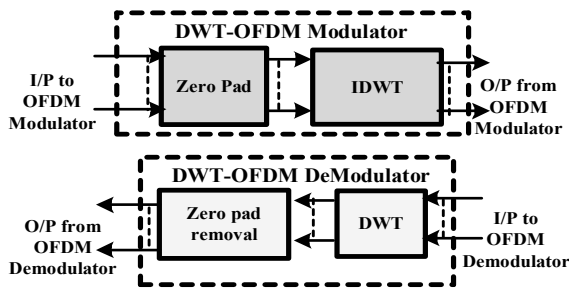 DWT-OFDM Modulator
I/P to
OFDM
Modulator
Zero Pad
IDWT
O/P from
OFDM
Modulator
DWT-OFDM DeModulator
O/P from
OFDM
Demodulator
Zero pad
removal
DWT
I/P to
OFDM
Demodulator